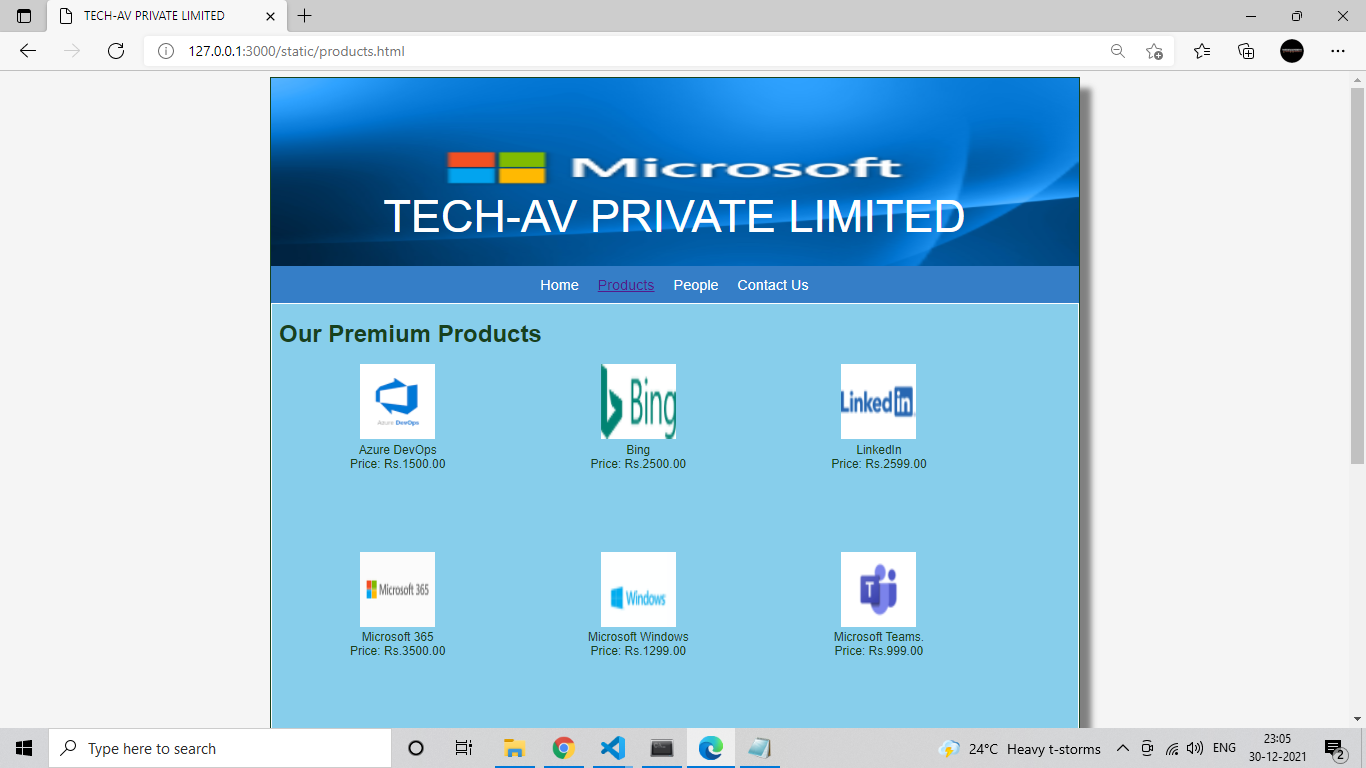 TECH-AV PRIVATE LIMITED
127.0.0.1:3000/static/products.html
Microsoft
TECH-AV PRIVATE LIMITED
Home Products People Contact Us
Our Premium Products
Azure DevOps
Bing
Linked in
Azure DevOps
Price: Rs.1500.00
Bing
Price: Rs.2500.00
LinkedIn
Price: Rs.2599.00
Microsoft 365
Windows
T
Microsoft 365
Price: Rs.3500.00
Microsoft Windows
Price: Rs.1299.00
Microsoft Teams.
Price: Rs.999.00
Type here to search
24°C Heavy t-storms
ENG
23:05
30-12-2021
2